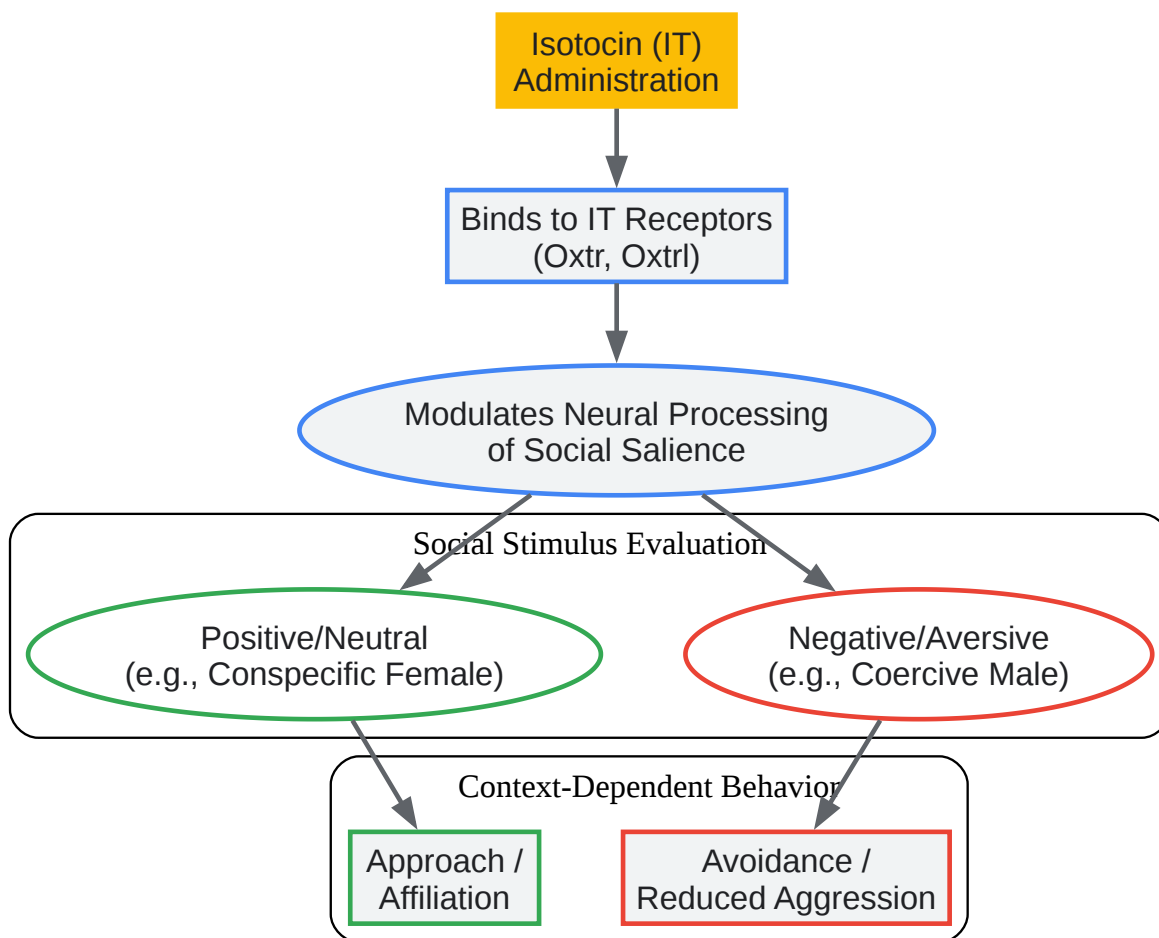 Isotocin (IT)
Administration
Binds to IT Receptors
(Oxtr, Oxtrl)
Modulates Neural Processing
of Social Salience
Social Stimulus Evaluation
Positive/Neutral
(e.g., Conspecific Female)
Negative/Aversive
(e.g., Coercive Male)
Context-Dependent Behavior
Approach /
Affiliation
Avoidance /
Reduced Aggression